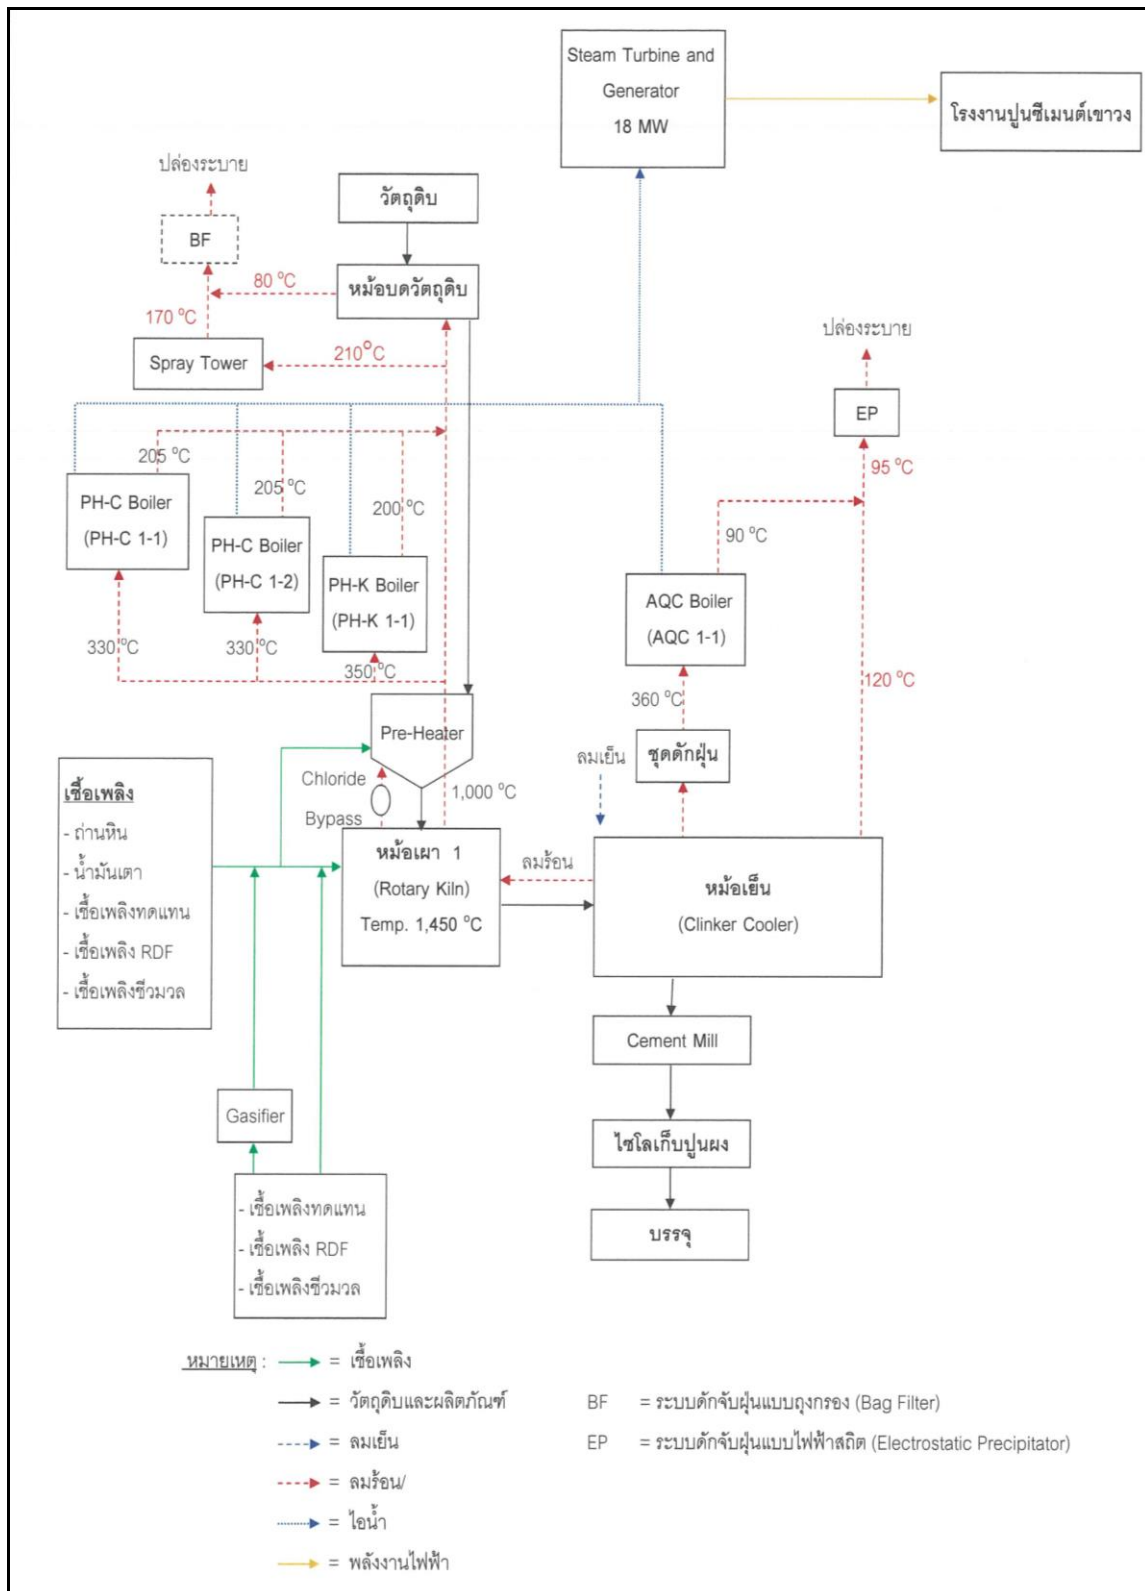 Steam Turbine and
Generator
18 MW
โรงงานปูนซีเมนต์เขาวง
ปล่องระบาย
วัตถุดิบ
BF
80 °C
หม้อบดวัตถุดิบ
170 °C
ปล่องระบาย
Spray Tower
210°C
EP
205 °C
95 °C
PH-C Boiler
(PH-C 1-1)
205 °C
200 °C
PH-C Boiler
(PH-C 1-2)
90 °C
PH-K Boiler
(PH-K 1-1)
AQC Boiler
(AQC 1-1)
330 °C
330 °C
350 °C
120 °C
360 °C
Pre-Heater
ลมเย็น
ชุดดักฝุ่น
Chloride
Bypass
1,000 °C
เชื้อเพลิง
- ถ่านหิน
- น้ำมันเตา
- เชื้อเพลิงทดแทน
- เชื้อเพลิง RDF
- เชื้อเพลิงชีวมวล
หม้อเผา 1
(Rotary Kiln)
Temp. 1,450 °C
ลมร้อน
หม้อเย็น
(Clinker Cooler)
Cement Mill
Gasifier
ไซโลเก็บปูนผง
- เชื้อเพลิงทดแทน
- เชื้อเพลิง RDF
- เชื้อเพลิงชีวมวล
บรรจุ
หมายเหตุ :
= เชื้อเพลิง
= วัตถุดิบและผลิตภัณฑ์
BF = ระบบดักจับฝุ่นแบบถุงกรอง (Bag Filter)
= ลมเย็น
EP = ระบบดักจับฝุ่นแบบไฟฟ้าสถิต (Electrostatic Precipitator)
= ลมร้อน/
= ไอน้ำ
= พลังงานไฟฟ้า